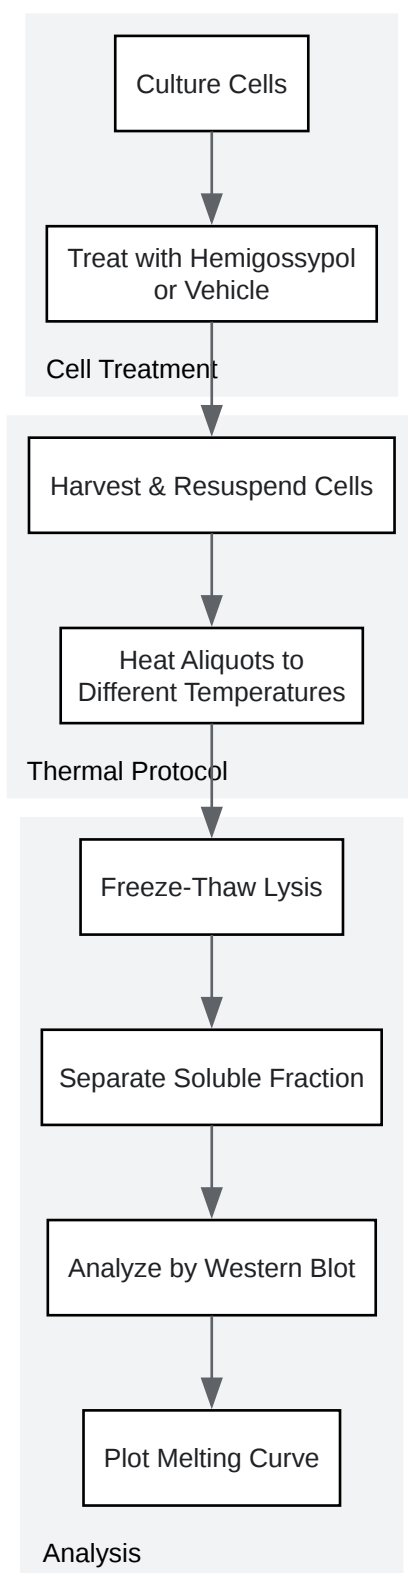 Culture Cells
Treat with Hemigossypol
or Vehicle
Cell Treatment
Harvest & Resuspend Cells
Heat Aliquots to
Different Temperatures
Thermal Protocol
Freeze-Thaw Lysis
Separate Soluble Fraction
Analyze by Western Blot
Plot Melting Curve
Analysis